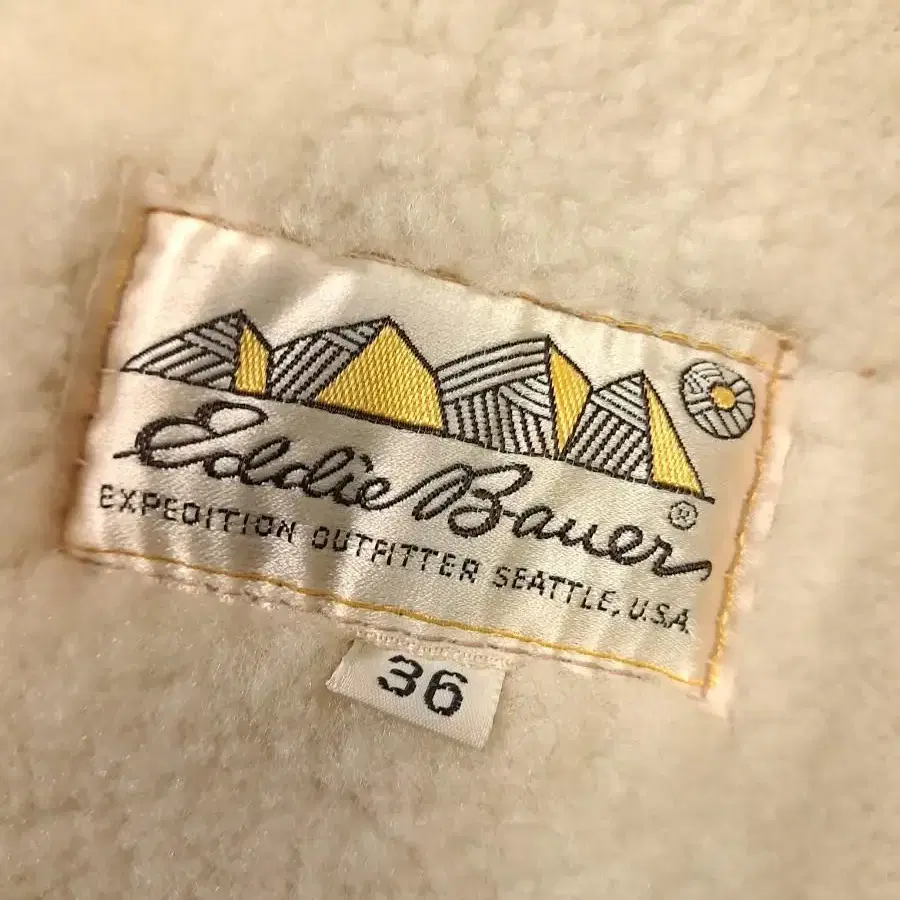 Eddie Bauer ®
EXPEDITION OUTFITTER SEATTLE, U.S.A.
36